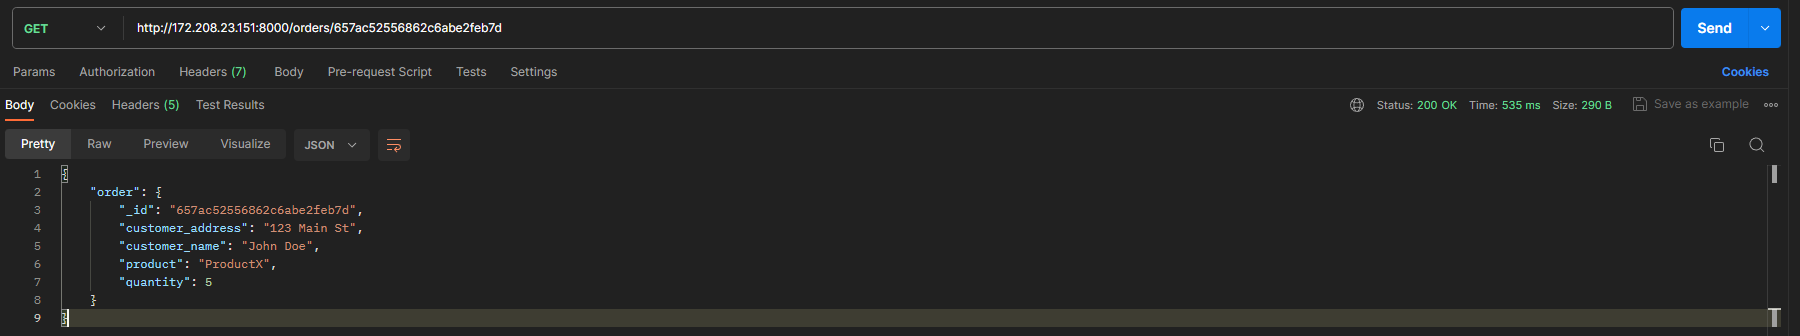 GET http://172.208.23.151:8000/orders/657ac52556862c6abe2feb7d Send
Params Authorization Headers (7) Body Pre-request Script Tests Settings Cookies
Body Cookies Headers (5) Test Results Status: 200 OK Time: 535 ms Size: 290 B Save as example
Pretty Raw Preview Visualize JSON
1 {
2 "order": {
3 "_id": "657ac52556862c6abe2feb7d",
4 "customer_address": "123 Main St",
5 "customer_name": "John Doe",
6 "product": "ProductX",
7 "quantity": 5
8 }
9 }